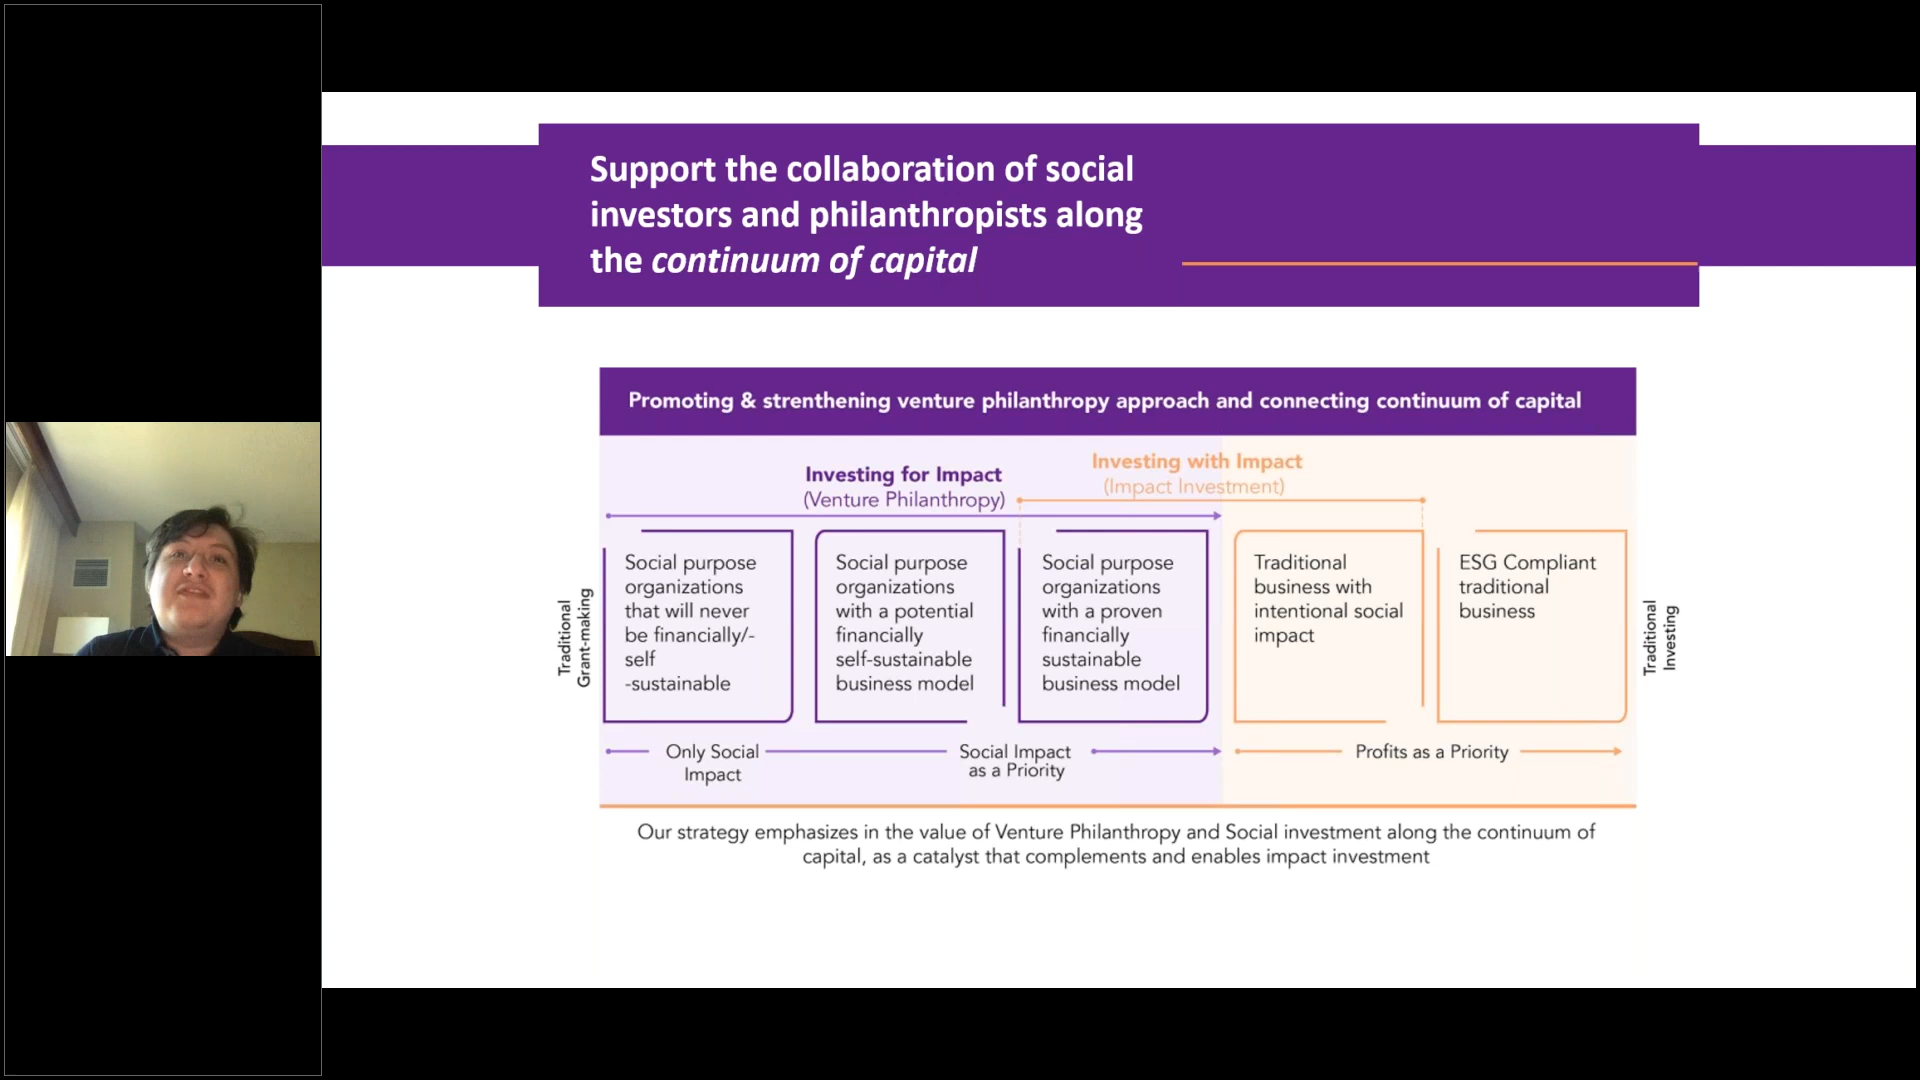 Support the collaboration of social
investors and philanthropists along
the continuum of capital
Promoting & strenthening venture philanthropy approach and connecting continuum of capital
Investing for Impact
(Venture Philanthropy)
Investing with Impact
(Impact Investment)
Traditional
Grant-making
Social purpose
organizations
that will never
be financially/-
self
-sustainable
Social purpose
organizations
with a potential
financially
self-sustainable
business model
Social purpose
organizations
with a proven
financially
sustainable
business model
Traditional
business with
intentional social
impact
ESG Compliant
traditional
business
Traditional
Investing
Only Social
Impact
Social Impact
as a Priority
Profits as a Priority
Our strategy emphasizes in the value of Venture Philanthropy and Social investment along the continuum of
capital, as a catalyst that complements and enables impact investment